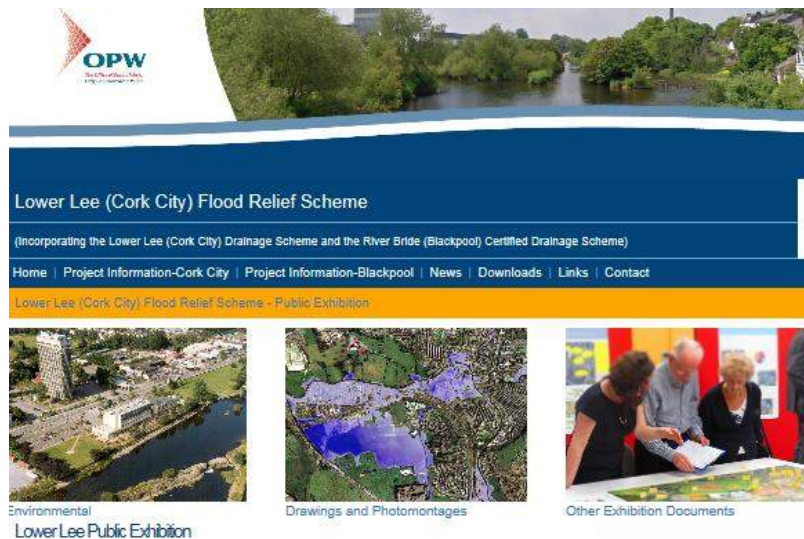 OPW
Lower Lee (Cork City) Flood Relief Scheme
(Incorporating the Lower Lee (Cork City) Drainage Scheme and the River Bride (Blackpool) Certified Drainage Scheme)
Home | Project Information-Cork City | Project Information-Blackpool | News | Downloads | Links | Contact
Lower Lee (Cork City) Flood Relief Scheme - Public Exhibition
Environmental
Drawings and Photomontages
Other Exhibition Documents
Lower Lee Public Exhibition